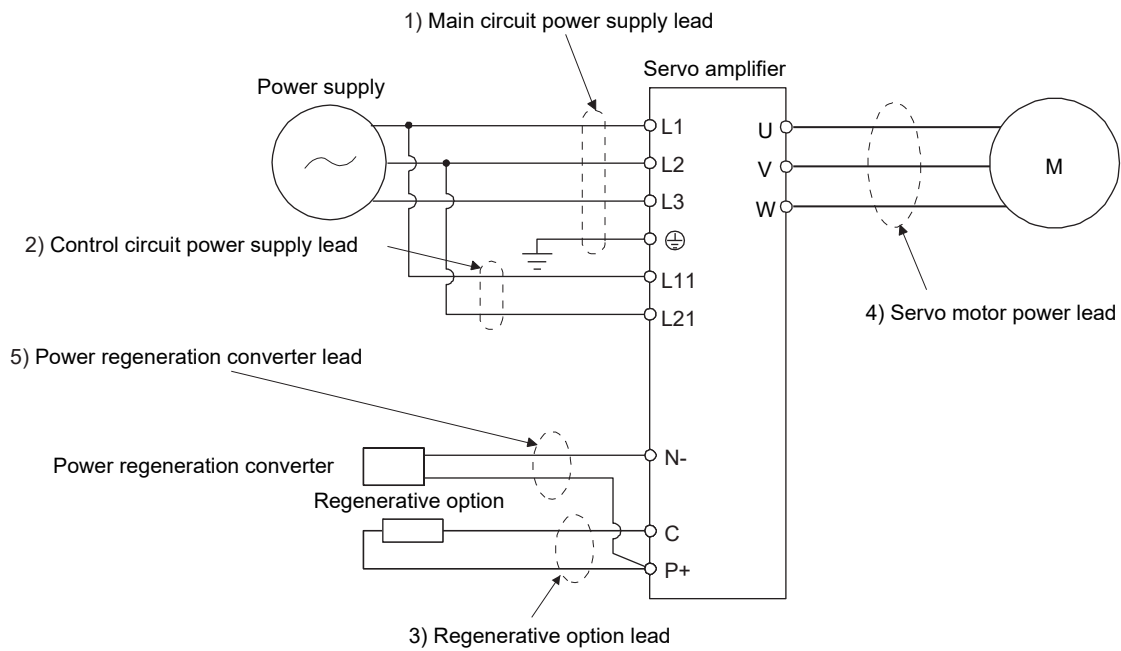 1) Main circuit power supply lead
Servo amplifier
Power supply
L1
U
L2
V
M
L3
W
2) Control circuit power supply lead
L11
4) Servo motor power lead
L21
5) Power regeneration converter lead
Power regeneration converter
N-
Regenerative option
C
P+
3) Regenerative option lead